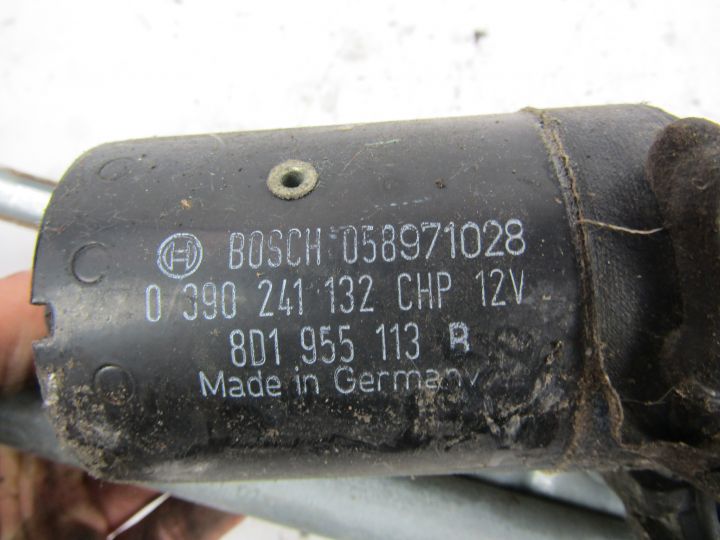 BOSCH 058971028
0 390 241 132 CHP 12V
8D1 955 113 B
Made in Germany